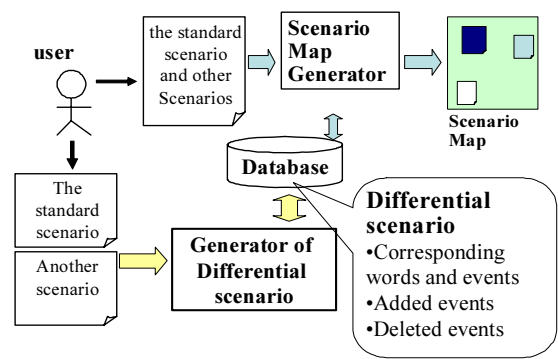 user
the standard
scenario
and other
Scenarios
Scenario
Map
Generator
Scenario
Map
Database
The
standard
scenario
Another
scenario
Generator of
Differential
scenario
Differential
scenario
•Corresponding
words and events
•Added events
•Deleted events